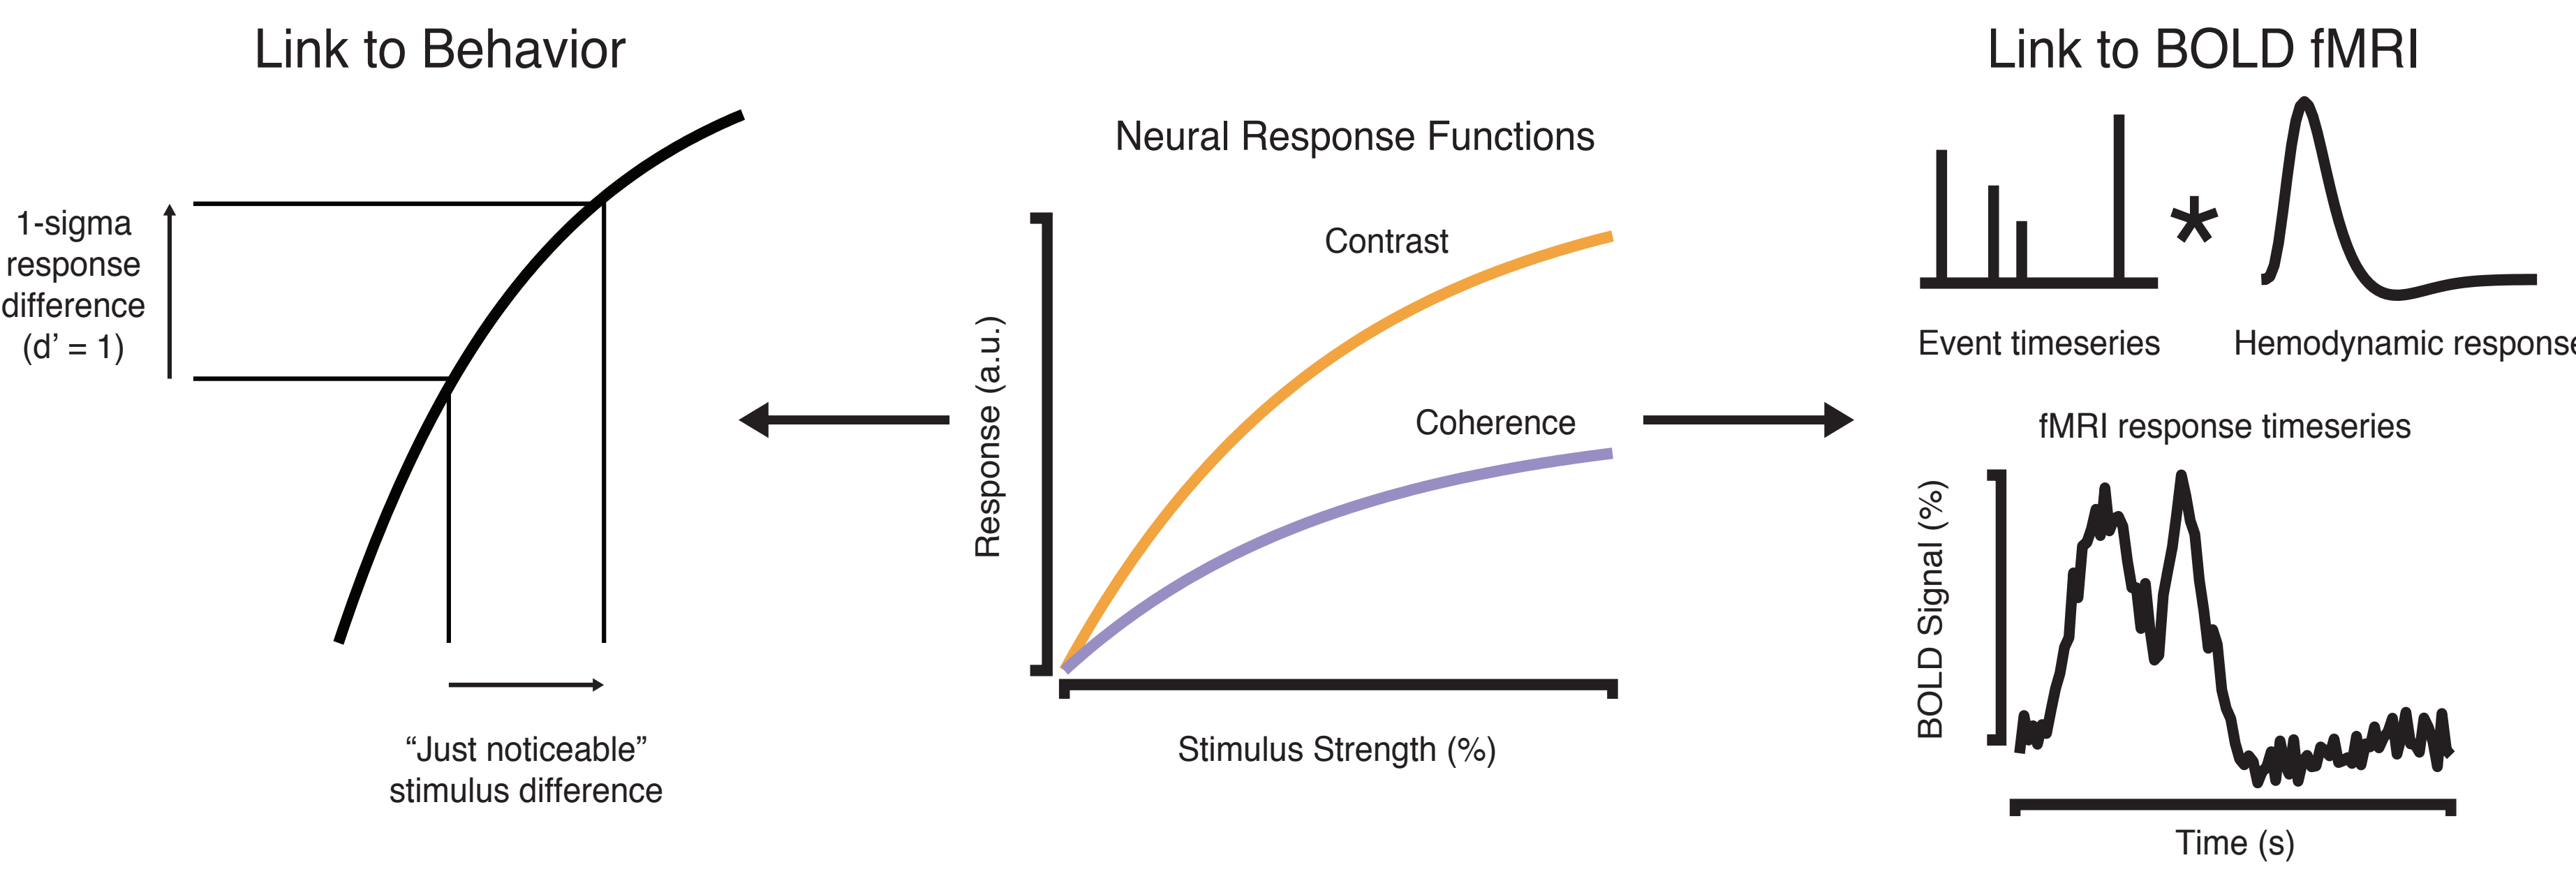 Link to Behavior
1-sigma
response
difference
(d’ = 1)
“Just noticeable”
stimulus difference
Neural Response Functions
Response (a.u.)
Contrast
Coherence
Stimulus Strength (%)
Link to BOLD fMRI
*
Event timeseries
Hemodynamic response
fMRI response timeseries
BOLD Signal (%)
Time (s)